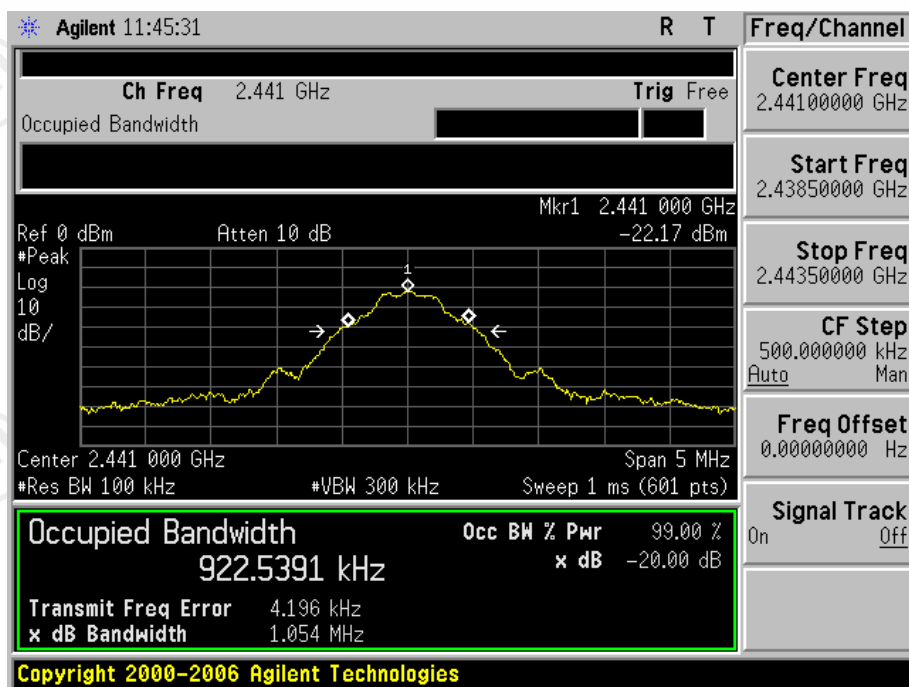 Agilent 11:45:31 R T
Ch Freq 2.441 GHz Trig Free
Occupied Bandwidth
Mkr1 2.441 000 GHz
Ref 0 dBm Atten 10 dB -22.17 dBm
#Peak
Log
10
dB/
1
Center 2.441 000 GHz Span 5 MHz
#Res BW 100 kHz #VBW 300 kHz Sweep 1 ms (601 pts)
Occupied Bandwidth Occ BW % Pwr 99.00 %
922.5391 kHz x dB -20.00 dB
Transmit Freq Error 4.196 kHz
x dB Bandwidth 1.054 MHz
Copyright 2000-2006 Agilent Technologies
Freq/Channel
Center Freq
2.44100000 GHz
Start Freq
2.43850000 GHz
Stop Freq
2.44350000 GHz
CF Step
500.000000 kHz
Auto Man
Freq Offset
0.00000000 Hz
Signal Track
On Off